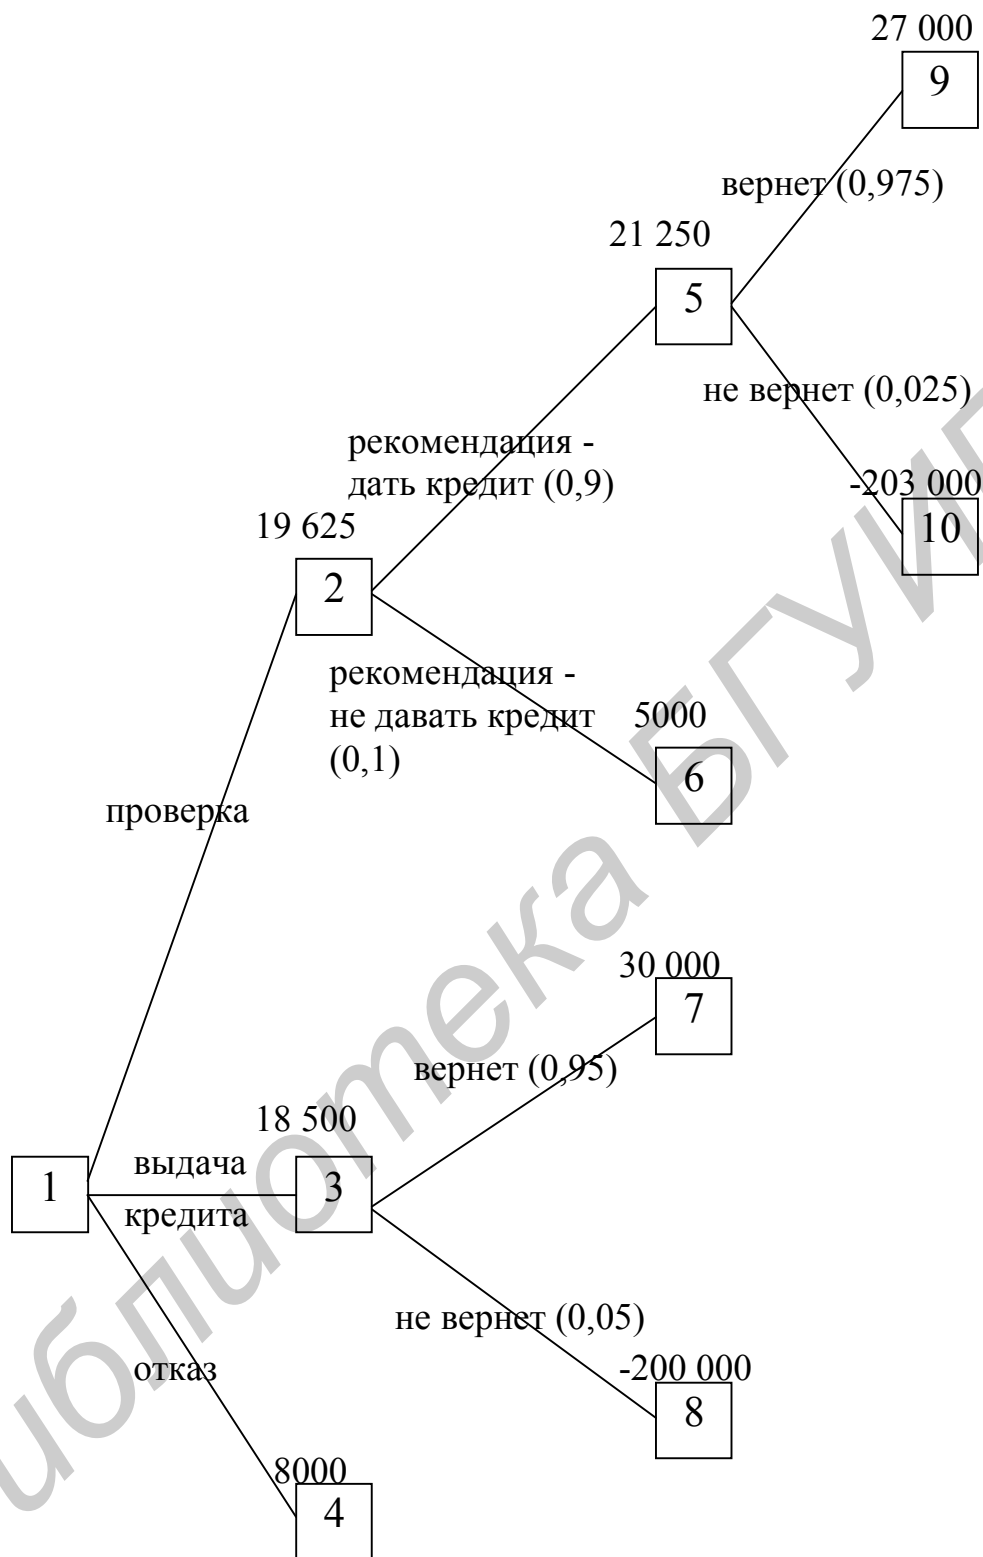 27 000
9
вернет (0,975)
21 250
5
не вернет (0,025)
рекомендация -
дать кредит (0,9)
-203 000
10
19 625
2
рекомендация -
не давать кредит
(0,1)
5000
6
проверка
30 000
7
вернет (0,95)
18 500
1
выдача
кредита
3
не вернет (0,05)
-200 000
8
отказ
8000
4